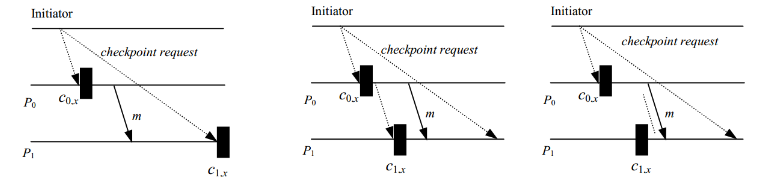 Initiator
checkpoint request
P0
c0,x
m
P1
c1,x
Initiator
checkpoint request
P0
c0,x
m
P1
c1,x
Initiator
checkpoint request
P0
c0,x
m
P1
c1,x